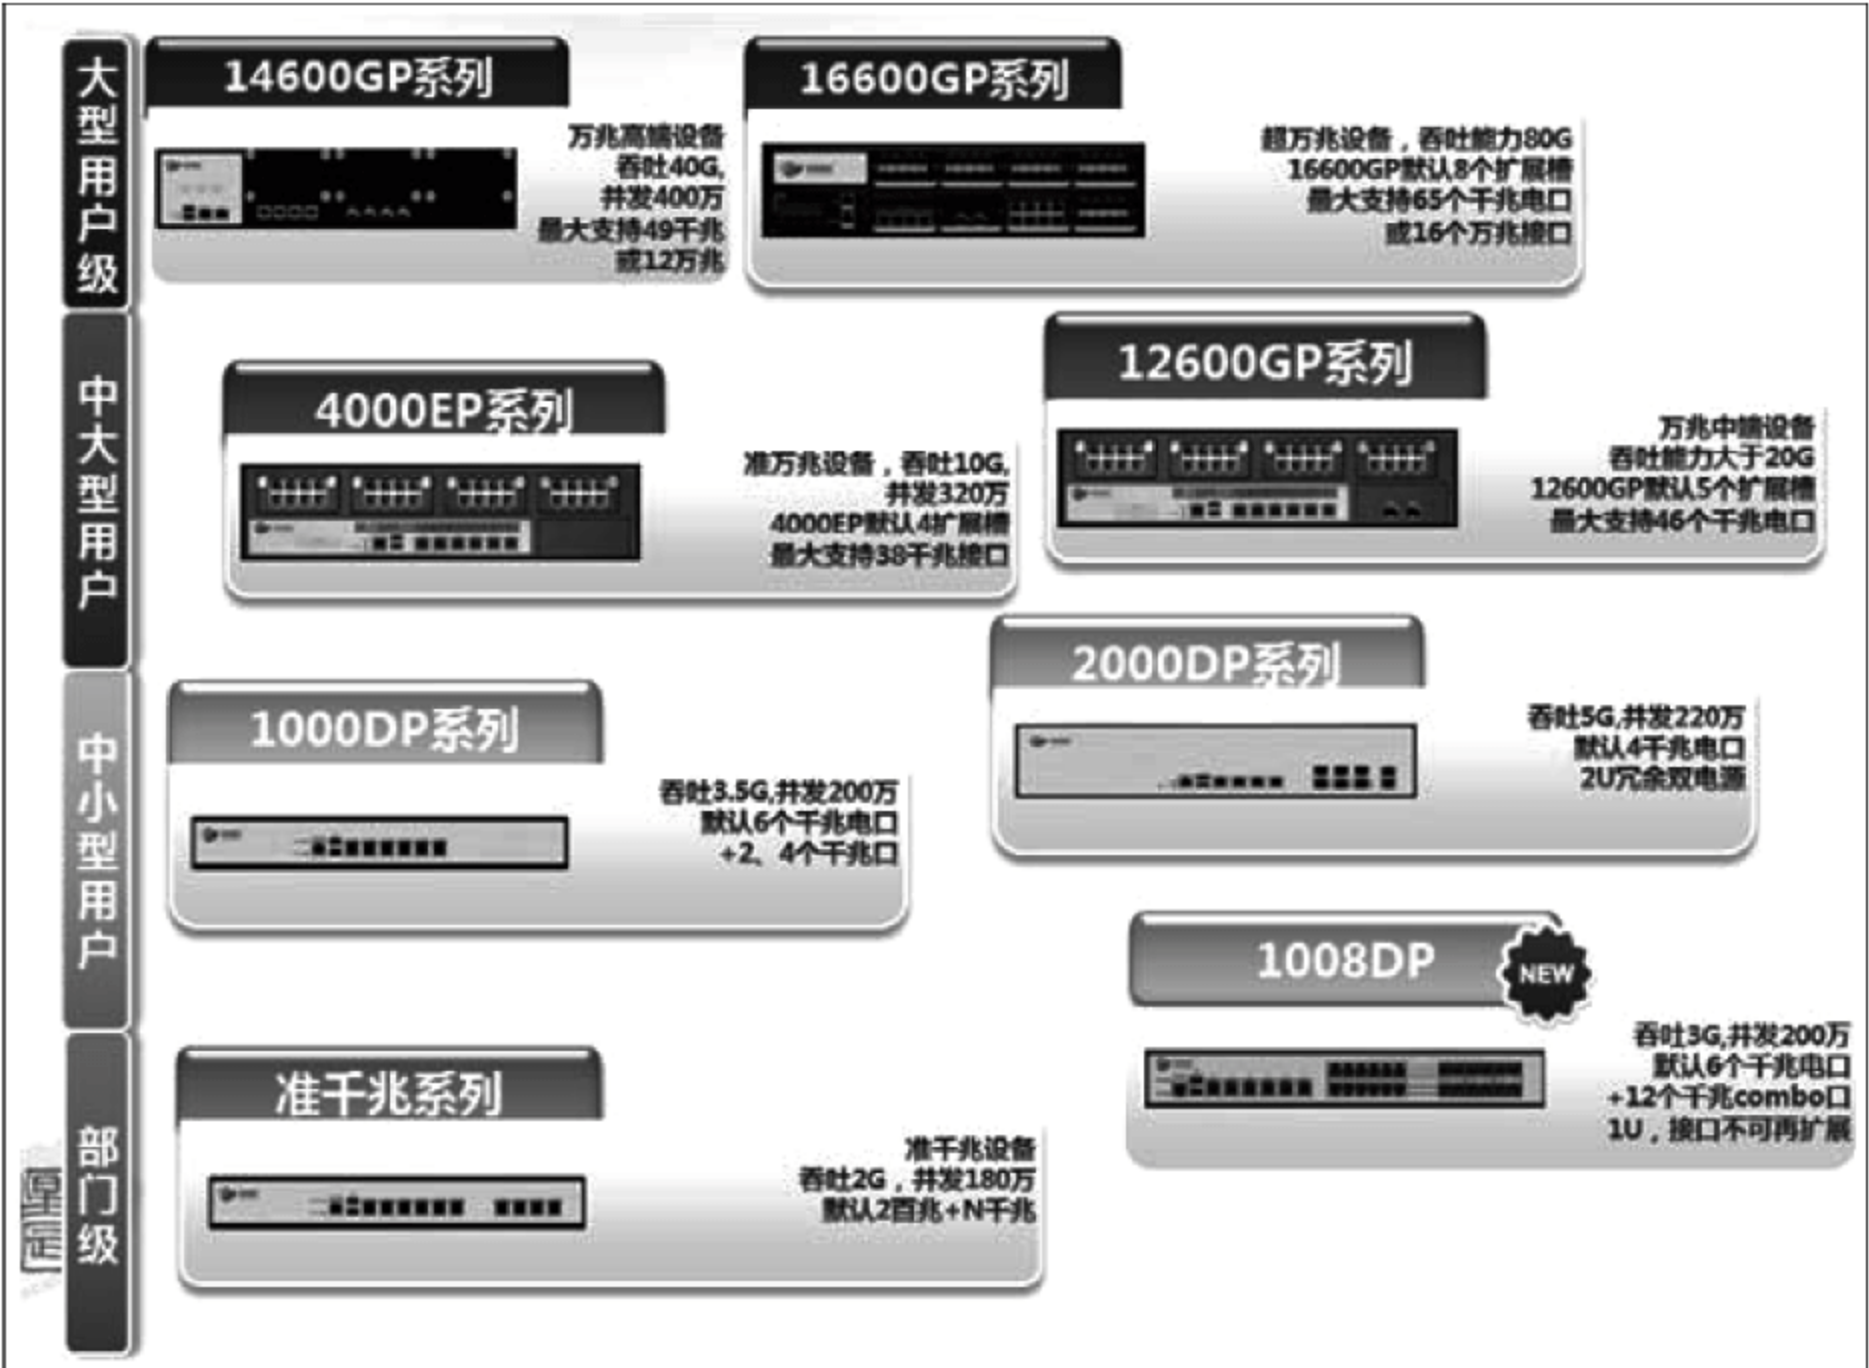 大型用户级
14600GP系列
万兆高端设备
吞吐40G,
并发400万
最大支持49千兆
或12万兆
16600GP系列
超万兆设备，吞吐能力80G
16600GP默认8个扩展槽
最大支持65个千兆电口
或16个万兆接口
中大型用户
4000EP系列
准万兆设备，吞吐10G,
并发320万
4000EP默认4扩展槽
最大支持38千兆接口
12600GP系列
万兆中端设备
吞吐能力大于20G
12600GP默认5个扩展槽
最大支持46个千兆电口
中小型用户
1000DP系列
吞吐3.5G,并发200万
默认6个千兆电口
+2、4个千兆口
2000DP系列
吞吐5G,并发220万
默认4千兆电口
2U冗余双电源
1008DP
NEW
吞吐3G,并发200万
默认6个千兆电口
+12个千兆combo口
1U，接口不可再扩展
部门级
准千兆系列
准千兆设备
吞吐2G，并发180万
默认2百兆+N千兆